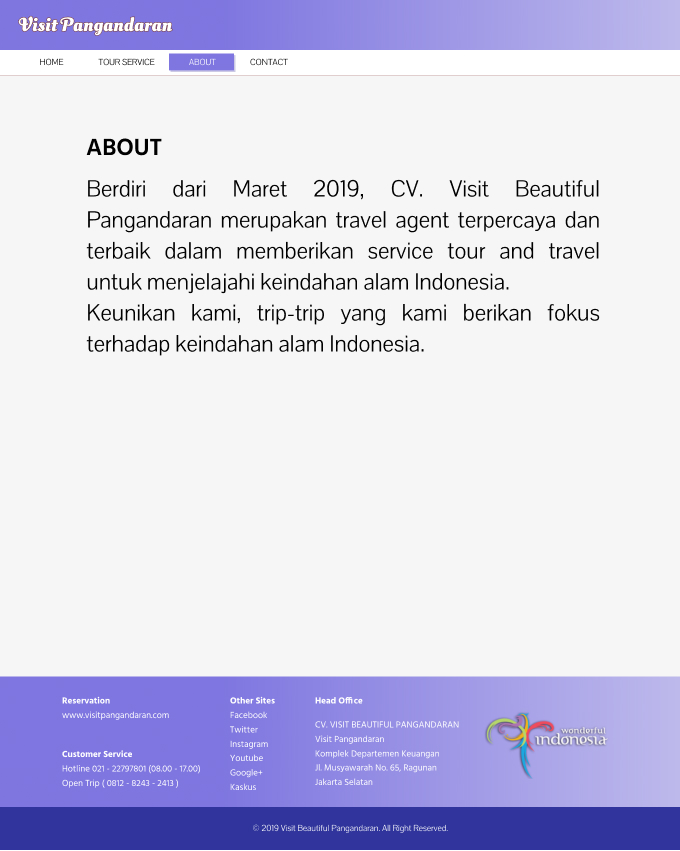 Visit Pangandaran
HOME TOUR SERVICE ABOUT CONTACT
ABOUT
Berdiri dari Maret 2019, CV. Visit Beautiful
Pangandaran merupakan travel agent terpercaya dan
terbaik dalam memberikan service tour and travel
untuk menjelajahi keindahan alam Indonesia.
Keunikan kami, trip-trip yang kami berikan fokus
terhadap keindahan alam Indonesia.
Reservation
www.visitpangandaran.com
Customer Service
Hotline 021 - 22797801 (08.00 - 17.00)
Open Trip ( 0812 - 8243 - 2413 )
Other Sites
Facebook
Twitter
Instagram
Youtube
Google+
Kaskus
Head Office
CV. VISIT BEAUTIFUL PANGANDARAN
Visit Pangandaran
Komplek Departemen Keuangan
Jl. Musyawarah No. 65, Ragunan
Jakarta Selatan
wonderful
indonesia
© 2019 Visit Beautiful Pangandaran. All Right Reserved.